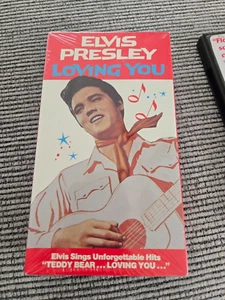 ELVIS
PRESLEY
LOVING YOU
Elvis Sings Unforgettable Hits
"TEDDY BEAR ... LOVING YOU ..."